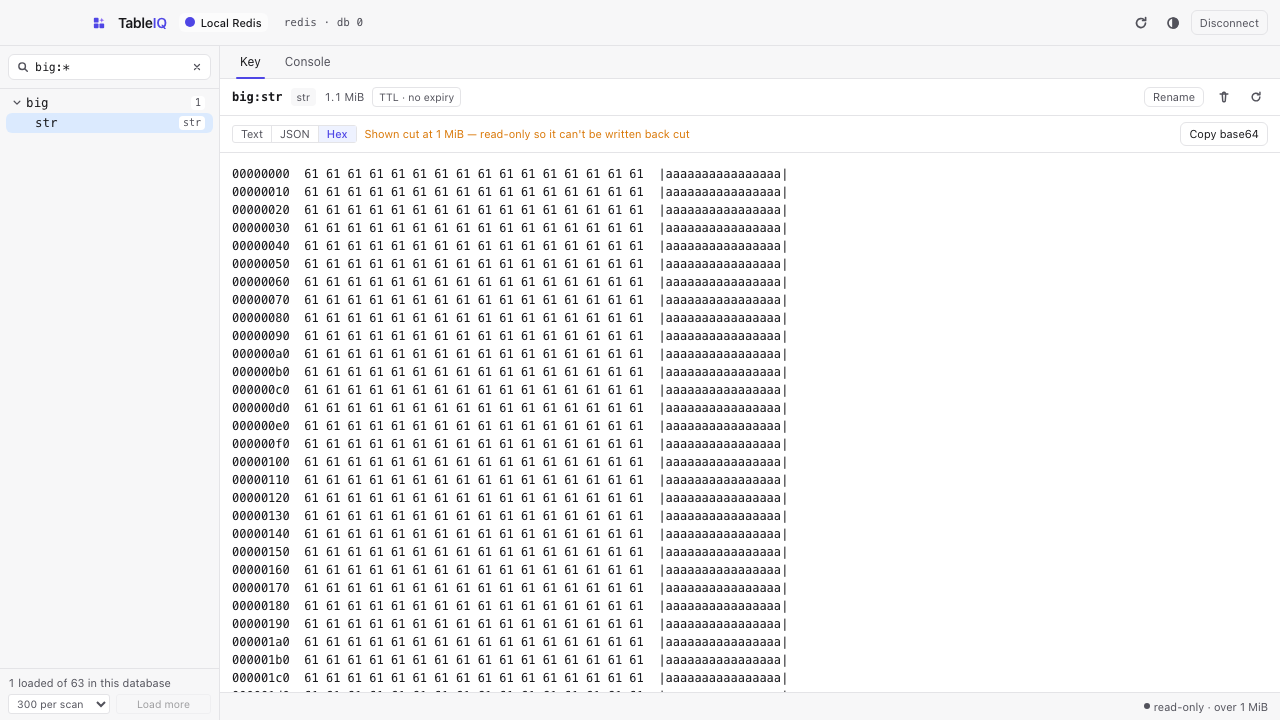 TableIQ Local Redis redis · db 0 Disconnect
big:*
big 1
str str
1 loaded of 63 in this database
300 per scan Load more
Key Console
big:str str 1.1 MiB TTL · no expiry Rename
Text JSON Hex Shown cut at 1 MiB — read-only so it can't be written back cut Copy base64
00000000 61 61 61 61 61 61 61 61 61 61 61 61 61 61 61 61 |aaaaaaaaaaaaaaaa|
00000010 61 61 61 61 61 61 61 61 61 61 61 61 61 61 61 61 |aaaaaaaaaaaaaaaa|
00000020 61 61 61 61 61 61 61 61 61 61 61 61 61 61 61 61 |aaaaaaaaaaaaaaaa|
00000030 61 61 61 61 61 61 61 61 61 61 61 61 61 61 61 61 |aaaaaaaaaaaaaaaa|
00000040 61 61 61 61 61 61 61 61 61 61 61 61 61 61 61 61 |aaaaaaaaaaaaaaaa|
00000050 61 61 61 61 61 61 61 61 61 61 61 61 61 61 61 61 |aaaaaaaaaaaaaaaa|
00000060 61 61 61 61 61 61 61 61 61 61 61 61 61 61 61 61 |aaaaaaaaaaaaaaaa|
00000070 61 61 61 61 61 61 61 61 61 61 61 61 61 61 61 61 |aaaaaaaaaaaaaaaa|
00000080 61 61 61 61 61 61 61 61 61 61 61 61 61 61 61 61 |aaaaaaaaaaaaaaaa|
00000090 61 61 61 61 61 61 61 61 61 61 61 61 61 61 61 61 |aaaaaaaaaaaaaaaa|
000000a0 61 61 61 61 61 61 61 61 61 61 61 61 61 61 61 61 |aaaaaaaaaaaaaaaa|
000000b0 61 61 61 61 61 61 61 61 61 61 61 61 61 61 61 61 |aaaaaaaaaaaaaaaa|
000000c0 61 61 61 61 61 61 61 61 61 61 61 61 61 61 61 61 |aaaaaaaaaaaaaaaa|
000000d0 61 61 61 61 61 61 61 61 61 61 61 61 61 61 61 61 |aaaaaaaaaaaaaaaa|
000000e0 61 61 61 61 61 61 61 61 61 61 61 61 61 61 61 61 |aaaaaaaaaaaaaaaa|
000000f0 61 61 61 61 61 61 61 61 61 61 61 61 61 61 61 61 |aaaaaaaaaaaaaaaa|
00000100 61 61 61 61 61 61 61 61 61 61 61 61 61 61 61 61 |aaaaaaaaaaaaaaaa|
00000110 61 61 61 61 61 61 61 61 61 61 61 61 61 61 61 61 |aaaaaaaaaaaaaaaa|
00000120 61 61 61 61 61 61 61 61 61 61 61 61 61 61 61 61 |aaaaaaaaaaaaaaaa|
00000130 61 61 61 61 61 61 61 61 61 61 61 61 61 61 61 61 |aaaaaaaaaaaaaaaa|
00000140 61 61 61 61 61 61 61 61 61 61 61 61 61 61 61 61 |aaaaaaaaaaaaaaaa|
00000150 61 61 61 61 61 61 61 61 61 61 61 61 61 61 61 61 |aaaaaaaaaaaaaaaa|
00000160 61 61 61 61 61 61 61 61 61 61 61 61 61 61 61 61 |aaaaaaaaaaaaaaaa|
00000170 61 61 61 61 61 61 61 61 61 61 61 61 61 61 61 61 |aaaaaaaaaaaaaaaa|
00000180 61 61 61 61 61 61 61 61 61 61 61 61 61 61 61 61 |aaaaaaaaaaaaaaaa|
00000190 61 61 61 61 61 61 61 61 61 61 61 61 61 61 61 61 |aaaaaaaaaaaaaaaa|
000001a0 61 61 61 61 61 61 61 61 61 61 61 61 61 61 61 61 |aaaaaaaaaaaaaaaa|
000001b0 61 61 61 61 61 61 61 61 61 61 61 61 61 61 61 61 |aaaaaaaaaaaaaaaa|
000001c0 61 61 61 61 61 61 61 61 61 61 61 61 61 61 61 61 |aaaaaaaaaaaaaaaa|
read-only · over 1 MiB